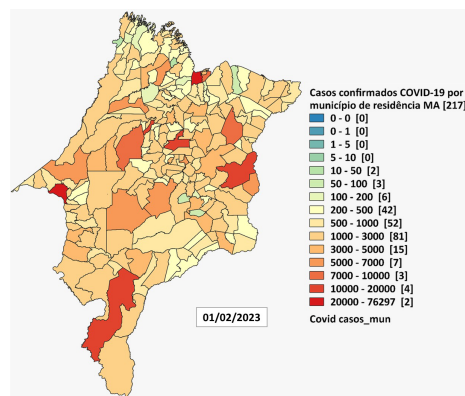 Casos confirmados COVID-19 por
município de residência MA [217]
0 - 0 [0]
0 - 1 [0]
1 - 5 [0]
5 - 10 [0]
10 - 50 [2]
50 - 100 [3]
100 - 200 [6]
200 - 500 [42]
500 - 1000 [52]
1000 - 3000 [81]
3000 - 5000 [15]
5000 - 7000 [7]
7000 - 10000 [3]
10000 - 20000 [4]
20000 - 76297 [2]
Covid casos_mun
01/02/2023